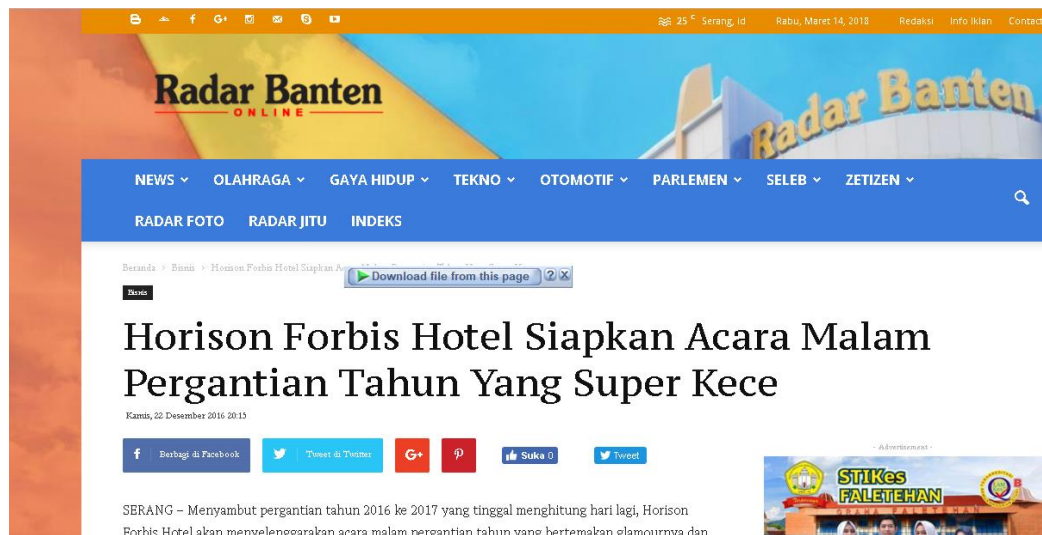 25 C Serang, id Rabu, Maret 14, 2018 Redaksi Info Iklan Contact
Radar Banten
ONLINE
Radar Banten
NEWS OLAHRAGA GAYA HIDUP TEKNO OTOMOTIF PARLEMEN SELEB ZETIZEN
RADAR FOTO RADAR JITU INDEKS
Beranda > Bisnis > Horison Forbis Hotel Siapkan
Download file from this page
Bisnis
Horison Forbis Hotel Siapkan Acara Malam
Pergantian Tahun Yang Super Kece
Kamis, 22 Desember 2016 20:15
Berbagi di Facebook Tweet di Twitter G+ Suka 0 Tweet
- Advertisement -
STIKes
FALETEHAN
SERANG – Menyambut pergantian tahun 2016 ke 2017 yang tinggal menghitung hari lagi, Horison
Forbis Hotel akan menyelenggarakan acara malam pergantian tahun yang bertemakan glamournya dan